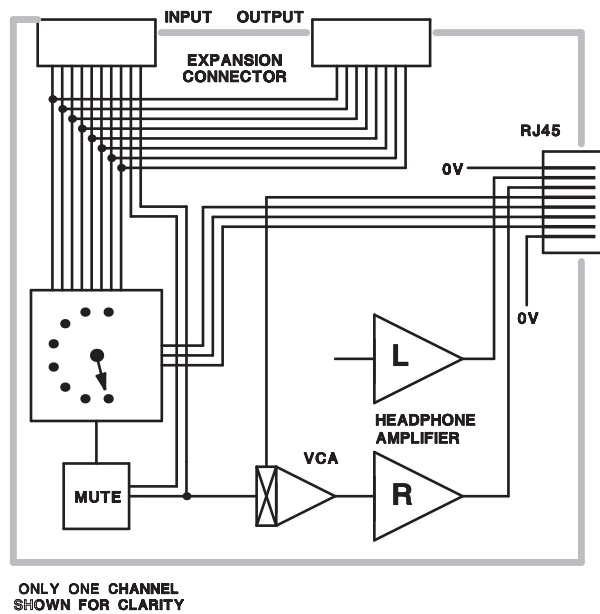 INPUT OUTPUT
EXPANSION
CONNECTOR
RJ45
0V
0V
L
HEADPHONE
AMPLIFIER
VCA
R
MUTE
ONLY ONE CHANNEL
SHOWN FOR CLARITY